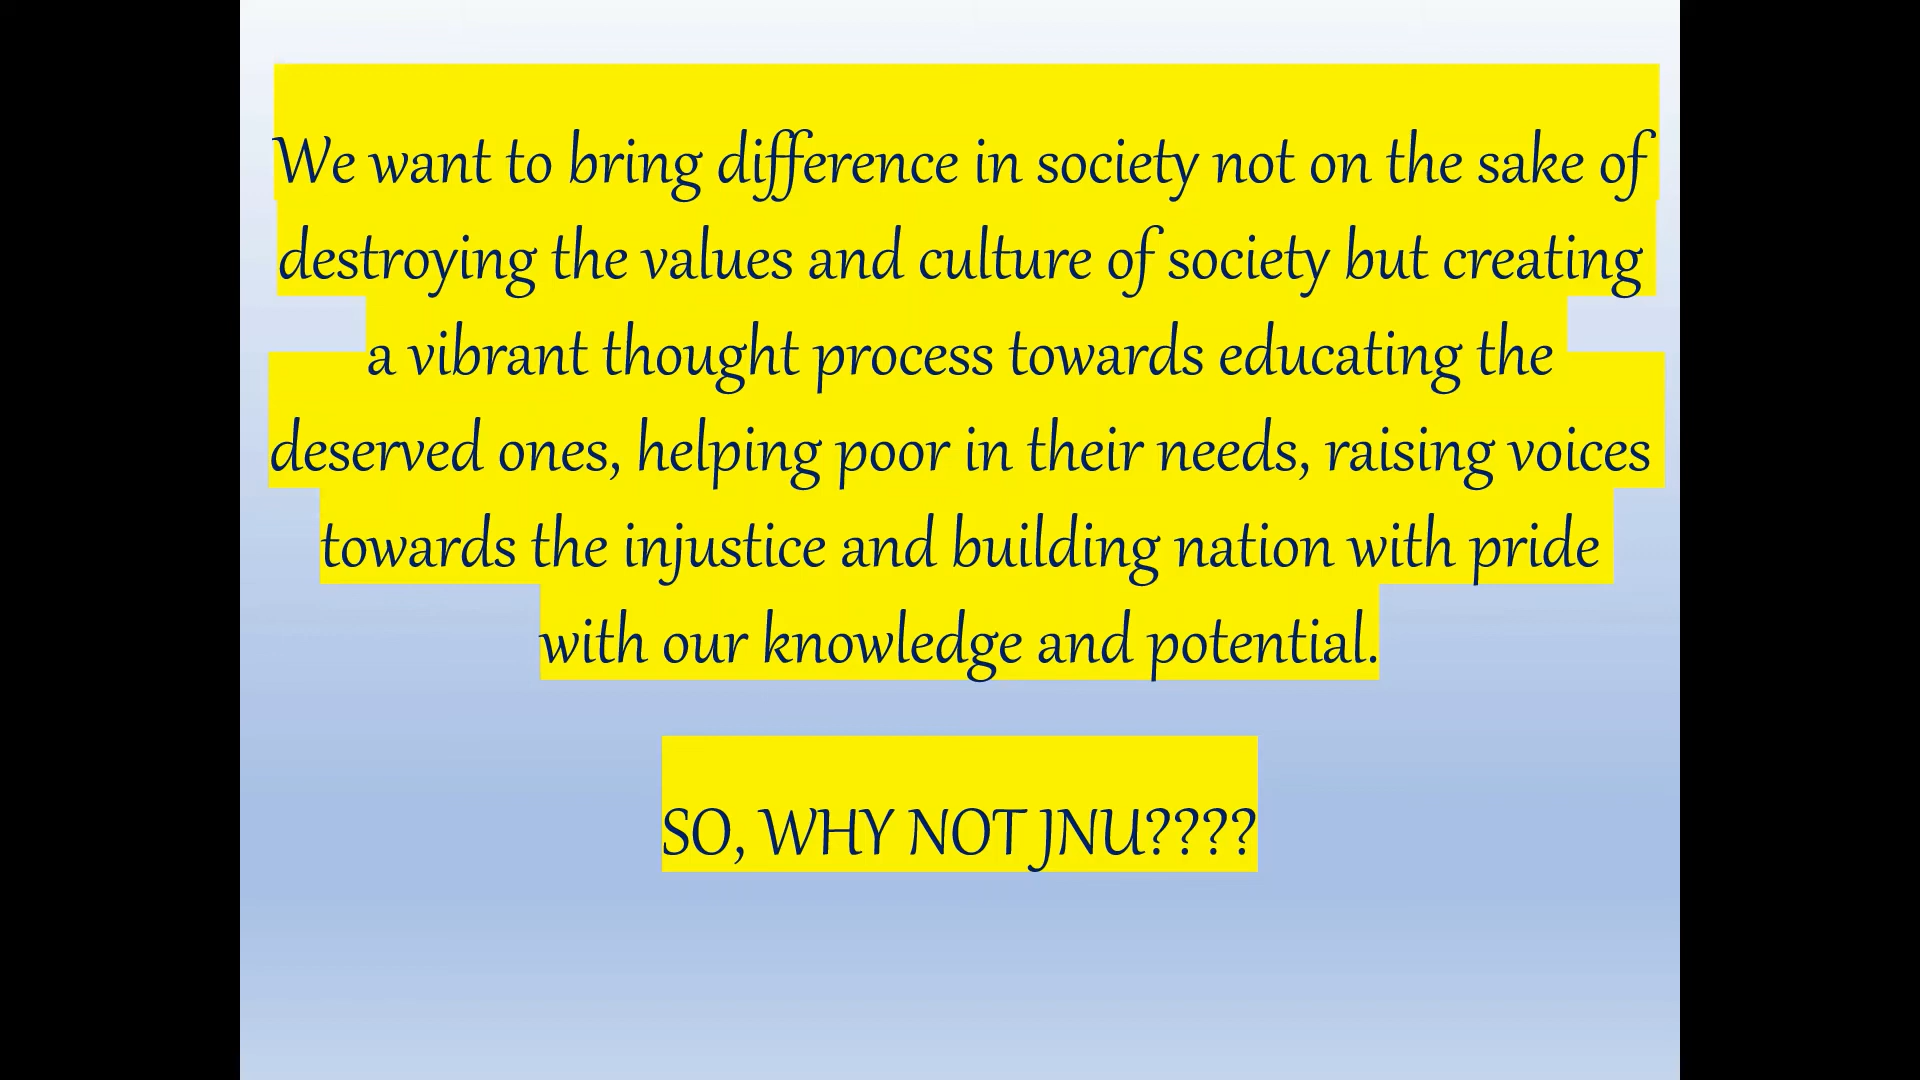 We want to bring difference in society not on the sake of
destroying the values and culture of society but creating
a vibrant thought process towards educating the
deserved ones, helping poor in their needs, raising voices
towards the injustice and building nation with pride
with our knowledge and potential.
SO, WHY NOT JNU????